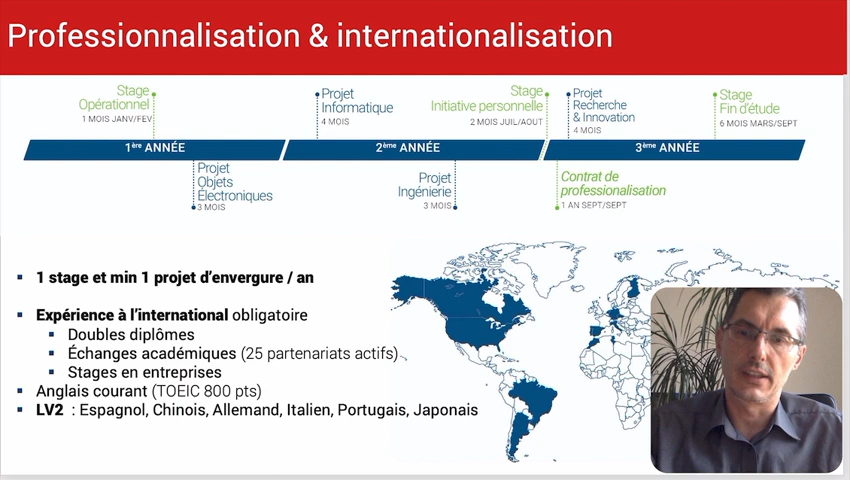 Professionnalisation & internationalisation
Stage
Opérationnel
1 MOIS JANV/FEV
Projet
Informatique
4 MOIS
Stage
Initiative personnelle
2 MOIS JUIL/AOUT
Projet
Recherche
& Innovation
4 MOIS
Stage
Fin d'étude
6 MOIS MARS/SEPT
1ère ANNÉE
2ème ANNÉE
3ème ANNÉE
Projet
Objets
Électroniques
3 MOIS
Projet
Ingénierie
3 MOIS
Contrat de
professionalisation
1 AN SEPT/SEPT
▪ 1 stage et min 1 projet d'envergure / an
▪ Expérience à l'international obligatoire
▪ Doubles diplômes
▪ Échanges académiques (25 partenariats actifs)
▪ Stages en entreprises
▪ Anglais courant (TOEIC 800 pts)
▪ LV2 : Espagnol, Chinois, Allemand, Italien, Portugais, Japonais